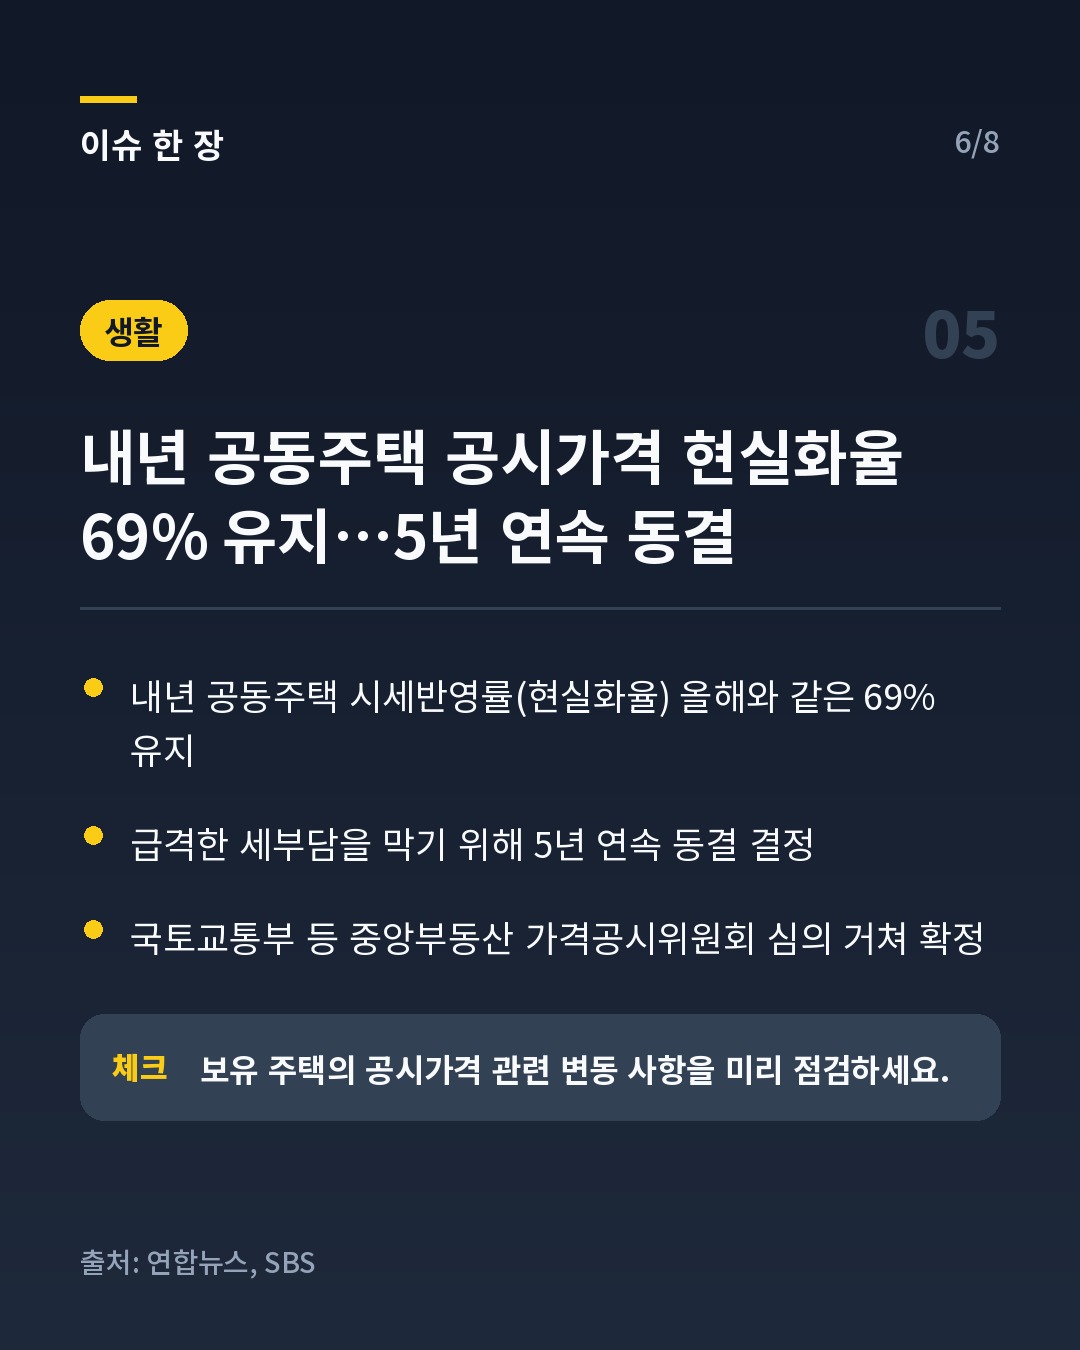 이슈 한 장
6/8
생활
05
내년 공동주택 공시가격 현실화율
69% 유지…5년 연속 동결
내년 공동주택 시세반영률(현실화율) 올해와 같은 69%
유지
급격한 세부담을 막기 위해 5년 연속 동결 결정
국토교통부 등 중앙부동산 가격공시위원회 심의 거쳐 확정
체크 보유 주택의 공시가격 관련 변동 사항을 미리 점검하세요.
출처: 연합뉴스, SBS